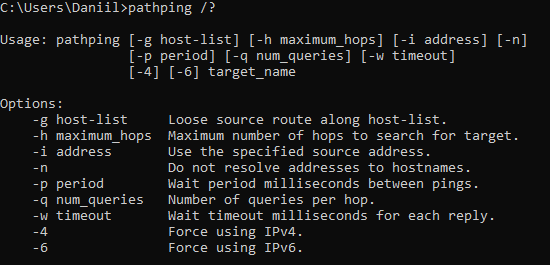 C:\Users\Daniil>pathping /?
Usage: pathping [-g host-list] [-h maximum_hops] [-i address] [-n]
                [-p period] [-q num_queries] [-w timeout]
                [-4] [-6] target_name
Options:
    -g host-list     Loose source route along host-list.
    -h maximum_hops  Maximum number of hops to search for target.
    -i address       Use the specified source address.
    -n               Do not resolve addresses to hostnames.
    -p period        Wait period milliseconds between pings.
    -q num_queries   Number of queries per hop.
    -w timeout       Wait timeout milliseconds for each reply.
    -4               Force using IPv4.
    -6               Force using IPv6.